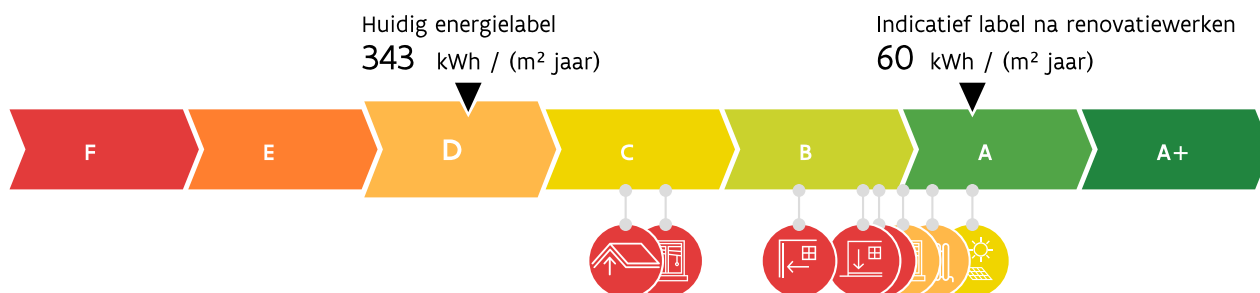 Huidig energielabel
343 kWh / (m² jaar)
Indicatief label na renovatiewerken
60 kWh / (m² jaar)
F E D C B A A+